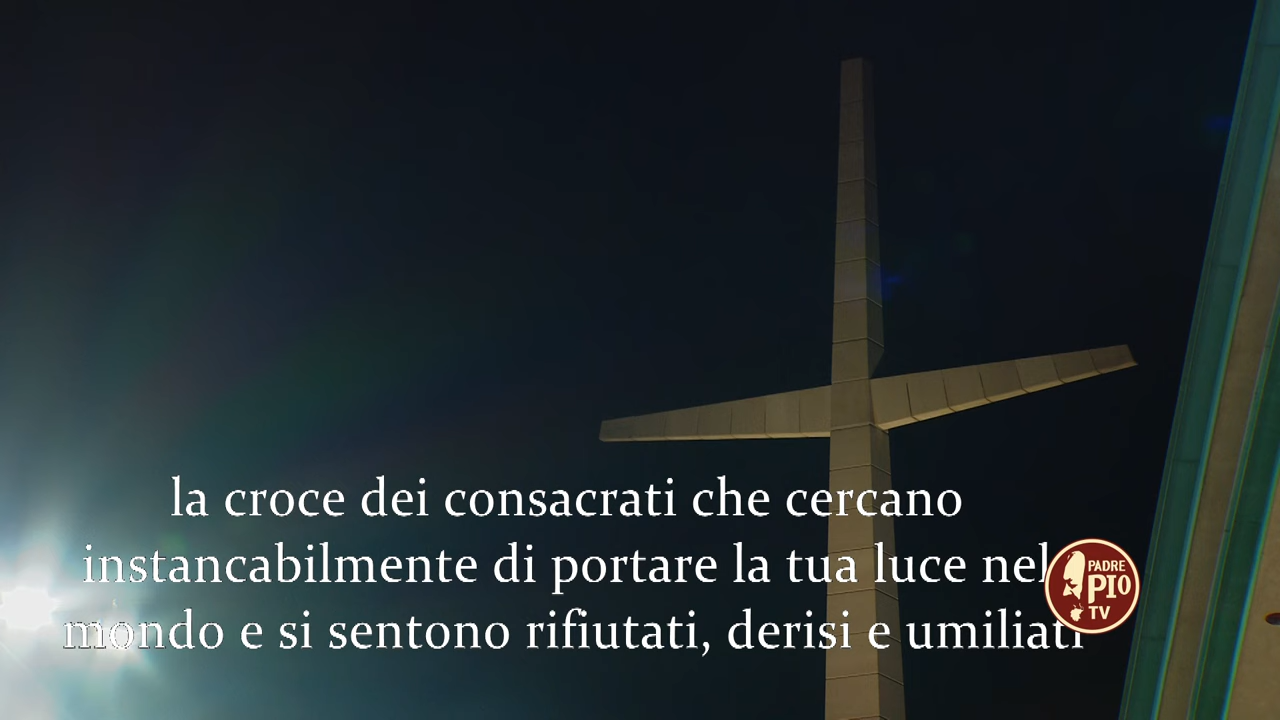 la croce dei consacrati che cercano
instancabilmente di portare la tua luce nel
mondo e si sentono rifiutati, derisi e umiliati
PADRE
PIO
TV